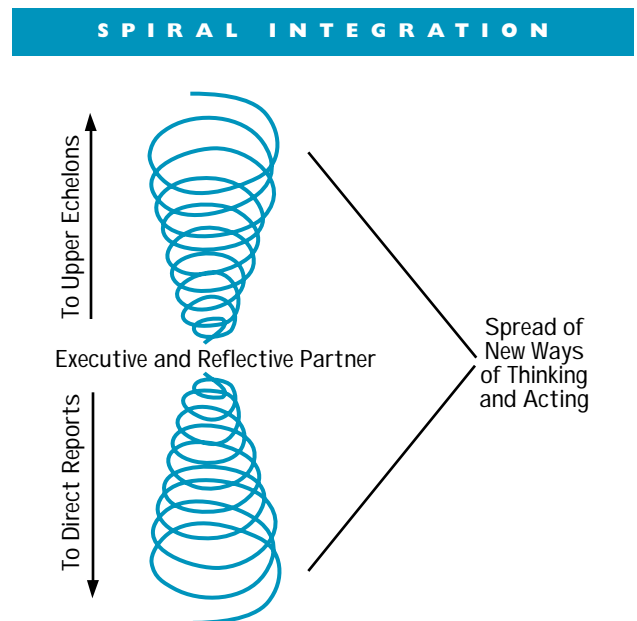 SPIRAL INTEGRATION
To Upper Echelons
Executive and Reflective Partner
Spread of
New Ways
of Thinking
and Acting
To Direct Reports